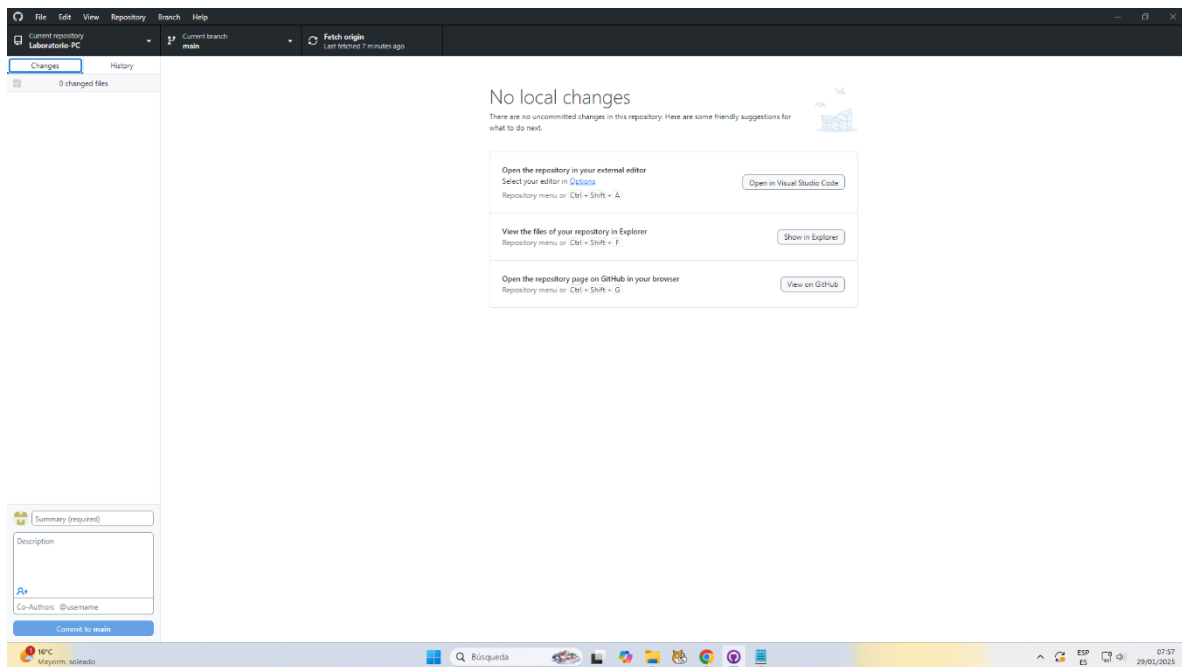 File Edit View Repository Branch Help
Current repository
Laboratorio-PC
Current branch
main
Fetch origin
Last fetched 7 minutes ago
Changes
History
0 changed files
No local changes
There are no uncommitted changes in this repository. Here are some friendly suggestions for
what to do next.
Open the repository in your external editor
Select your editor in Options
Repository menu or Ctrl + Shift + A
Open in Visual Studio Code
View the files of your repository in Explorer
Repository menu or Ctrl + Shift + F
Show in Explorer
Open the repository page on GitHub in your browser
Repository menu or Ctrl + Shift + G
View on GitHub
Summary (required)
Description
Co-Authors @username
Commit to main
1
16°C
Mayorm. soleado
Búsqueda
ESP
ES
07:57
29/01/2025